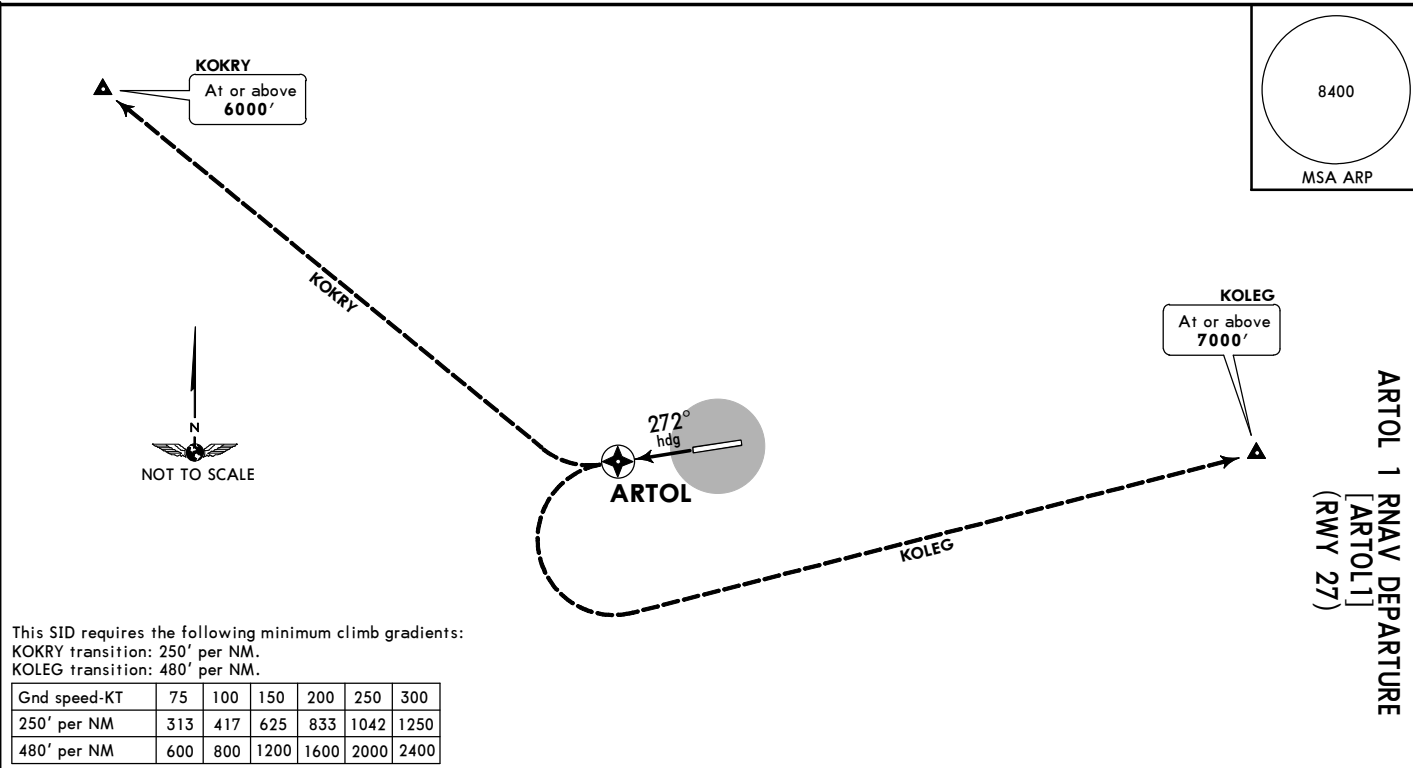 KOKRY
At or above
6000′
8400
MSA ARP
KOKRY
KOLEG
At or above
7000′
272°
hdg
N
NOT TO SCALE
ARTOL
KOLEG
ARTOL 1 RNAV DEPARTURE
[ARTOL1]
(RWY 27)
This SID requires the following minimum climb gradients:
KOKRY transition: 250′ per NM.
KOLEG transition: 480′ per NM.
Gnd speed-KT 75 100 150 200 250 300
250′ per NM 313 417 625 833 1042 1250
480′ per NM 600 800 1200 1600 2000 2400